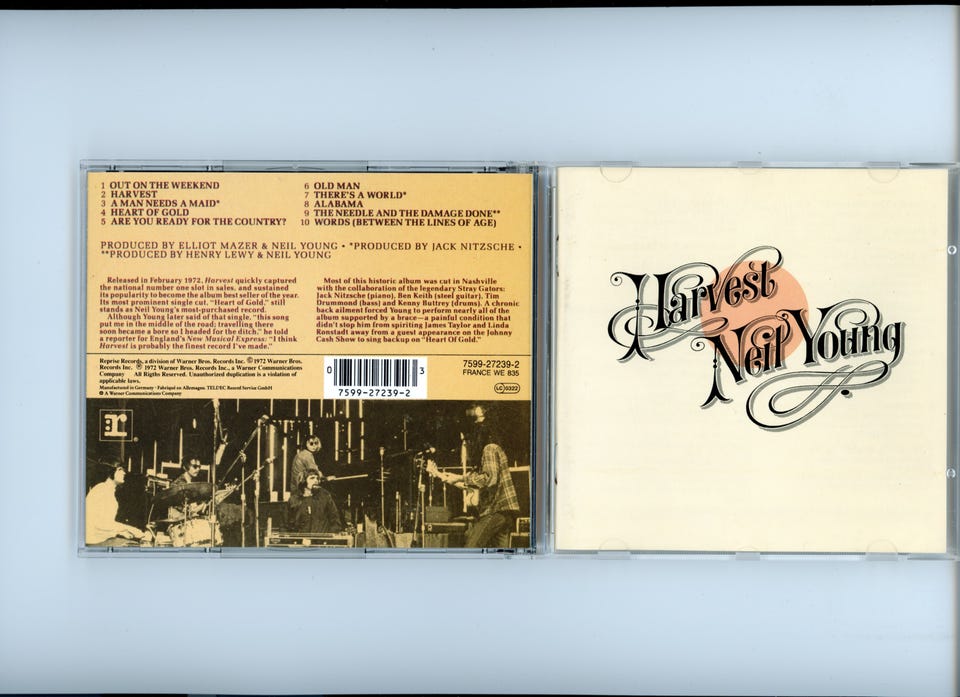 1 OUT ON THE WEEKEND
2 HARVEST
3 A MAN NEEDS A MAID*
4 HEART OF GOLD
5 ARE YOU READY FOR THE COUNTRY?
6 OLD MAN
7 THERE'S A WORLD*
8 ALABAMA
9 THE NEEDLE AND THE DAMAGE DONE**
10 WORDS (BETWEEN THE LINES OF AGE)
PRODUCED BY ELLIOT MAZER & NEIL YOUNG • *PRODUCED BY JACK NITZSCHE •
**PRODUCED BY HENRY LEWY & NEIL YOUNG
Released in February 1972, Harvest quickly captured
the national number one slot in sales, and sustained
its popularity to become the album best seller of the year.
Its most prominent single cut, "Heart of Gold," still
stands as Neil Young's most-purchased record.
Although Young later said of that single, "this song
put me in the middle of the road; travelling there
soon became a bore so I headed for the ditch," he told
a reporter for England's New Musical Express: "I think
Harvest is probably the finest record I've made."
Most of this historic album was cut in Nashville
with the collaboration of the legendary Stray Gators:
Jack Nitzsche (piano), Ben Keith (steel guitar), Tim
Drummond (bass) and Kenny Buttrey (drums). A chronic
back ailment forced Young to perform nearly all of the
album supported by a brace—a painful condition that
didn't stop him from spiriting James Taylor and Linda
Ronstadt away from a guest appearance on the Johnny
Cash Show to sing backup on "Heart Of Gold."
Reprise Records, a division of Warner Bros. Records Inc. © 1972 Warner Bros.
Records Inc. ℗ 1972 Warner Bros. Records Inc., a Warner Communications
Company All Rigths Reserved. Unauthorized duplication is a violation of
applicable laws.
Manufactured in Germany · Fabriqué en Allemagne. TELDEC Record Service GmbH
A Warner Communications Company
0 3
7599-27239-2
7599-27239-2
FRANCE WE 835
LC 0322
r
Harvest
Neil Young